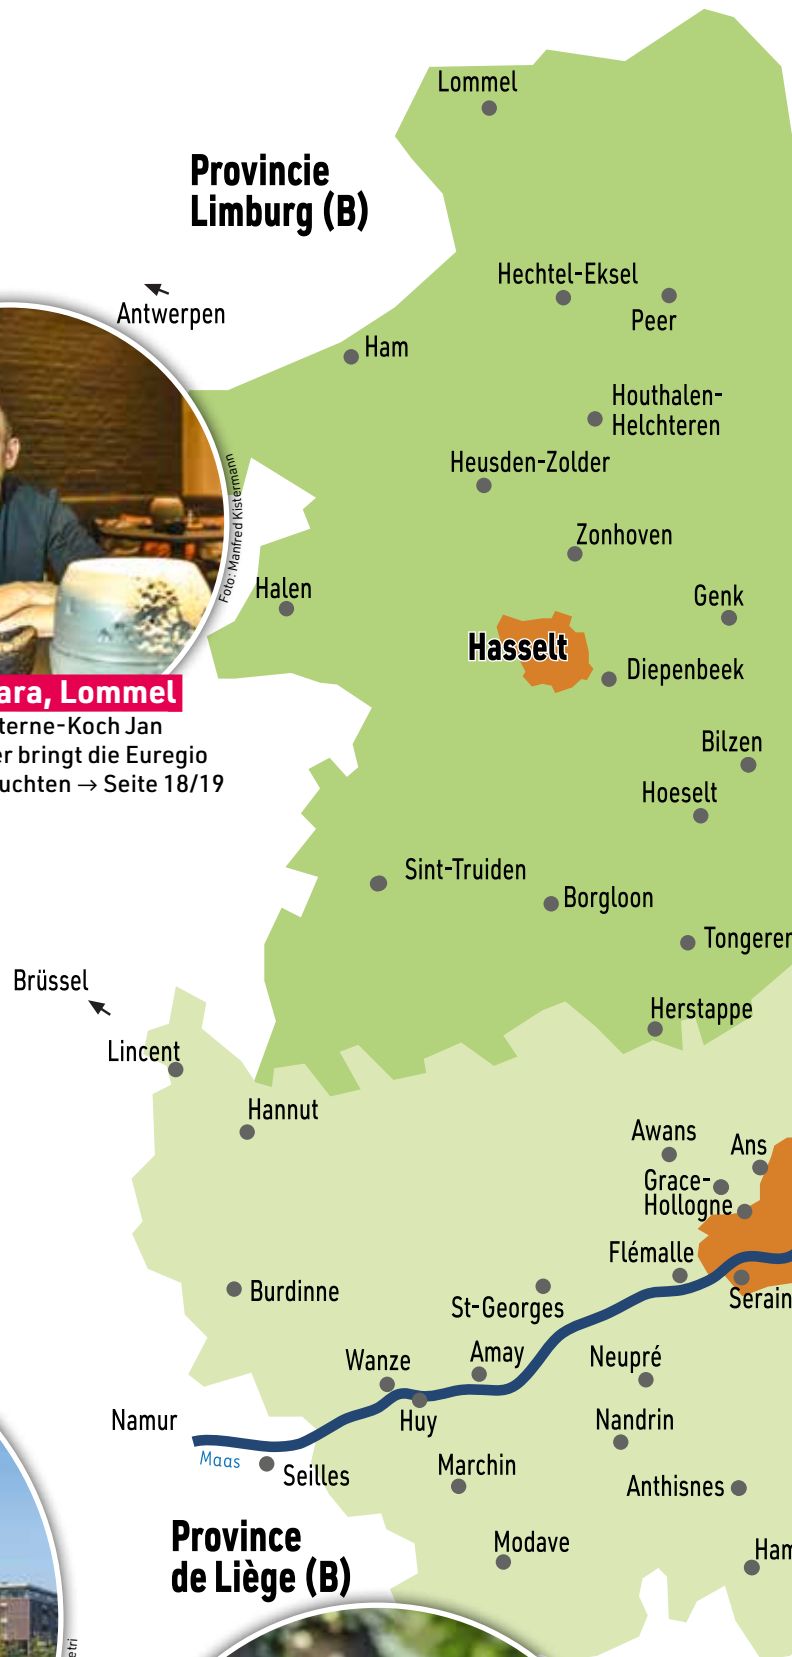 Lommel
Provincie
Limburg (B)
Hechtel-Eksel
Antwerpen
Peer
Ham
Houthalen-
Helchteren
Heusden-Zolder
Foto: Manfred Kistermann
Zonhoven
Halen
Genk
Hasselt
Diepenbeek
ara, Lommel
terne-Koch Jan
er bringt die Euregio
uchten → Seite 18/19
Bilzen
Hoeselt
Sint-Truiden
Borgloon
Tongeren
Brüssel
Herstappe
Lincent
Hannut
Awans
Ans
Grace-
Hollogne
Flémalle
Burdinne
St-Georges
Serain
Wanze
Amay
Neupré
Namur
Huy
Nandrin
Maas
Seilles
Marchin
Anthisnes
Province
de Liège (B)
Modave
Ham
etri